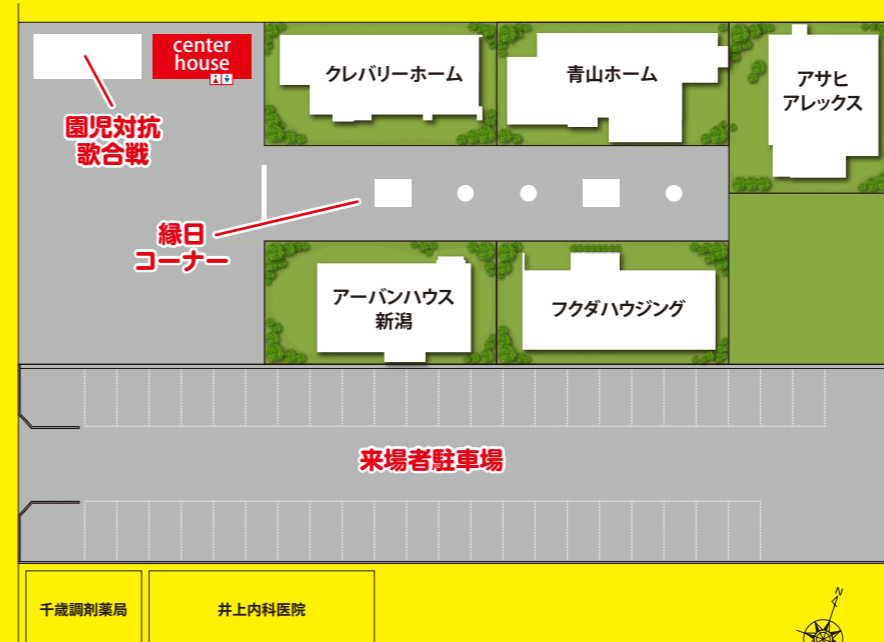 center
house
クレバリーホーム
青山ホーム
アサヒ
アレックス
園児対抗
歌合戦
縁日
コーナー
アーバンハウス
新潟
フクダハウジング
来場者駐車場
千歳調剤薬局
井上内科医院
N